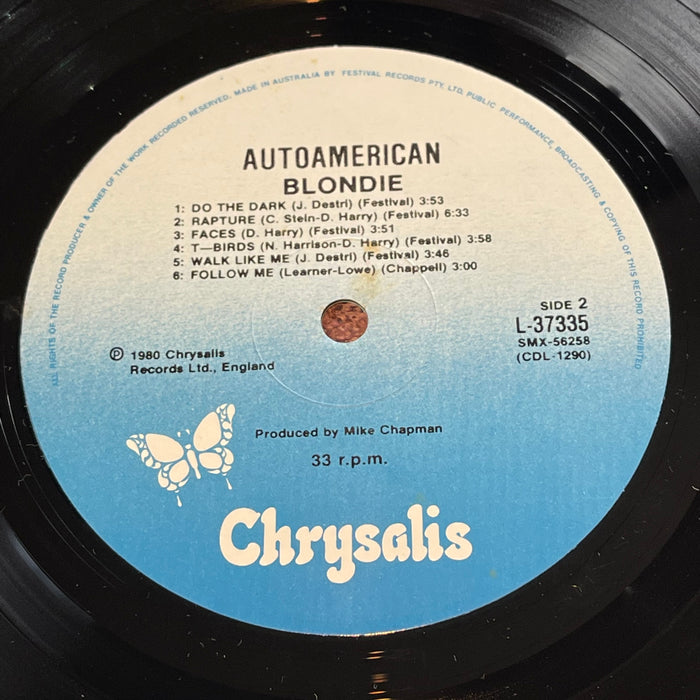 ALL RIGHTS OF THE RECORD PRODUCER & OWNER OF THE WORK RECORDED RESERVED. MADE IN AUSTRALIA BY FESTIVAL RECORDS PTY. LTD. PUBLIC PERFORMANCE, BROADCASTING & COPYING OF THIS RECORD PROHIBITED
AUTOAMERICAN
BLONDIE
1: DO THE DARK (J. Destri) (Festival) 3:53
2: RAPTURE (C. Stein-D. Harry) (Festival) 6:33
3: FACES (D. Harry) (Festival) 3:51
4: T—BIRDS (N. Harrison-D. Harry) (Festival) 3:58
5: WALK LIKE ME (J. Destri) (Festival) 3:46
6: FOLLOW ME (Learner-Lowe) (Chappell) 3:00
SIDE 2
L-37335
SMX-56258
(CDL-1290)
℗ 1980 Chrysalis
Records Ltd., England
Produced by Mike Chapman
33 r.p.m.
Chrysalis